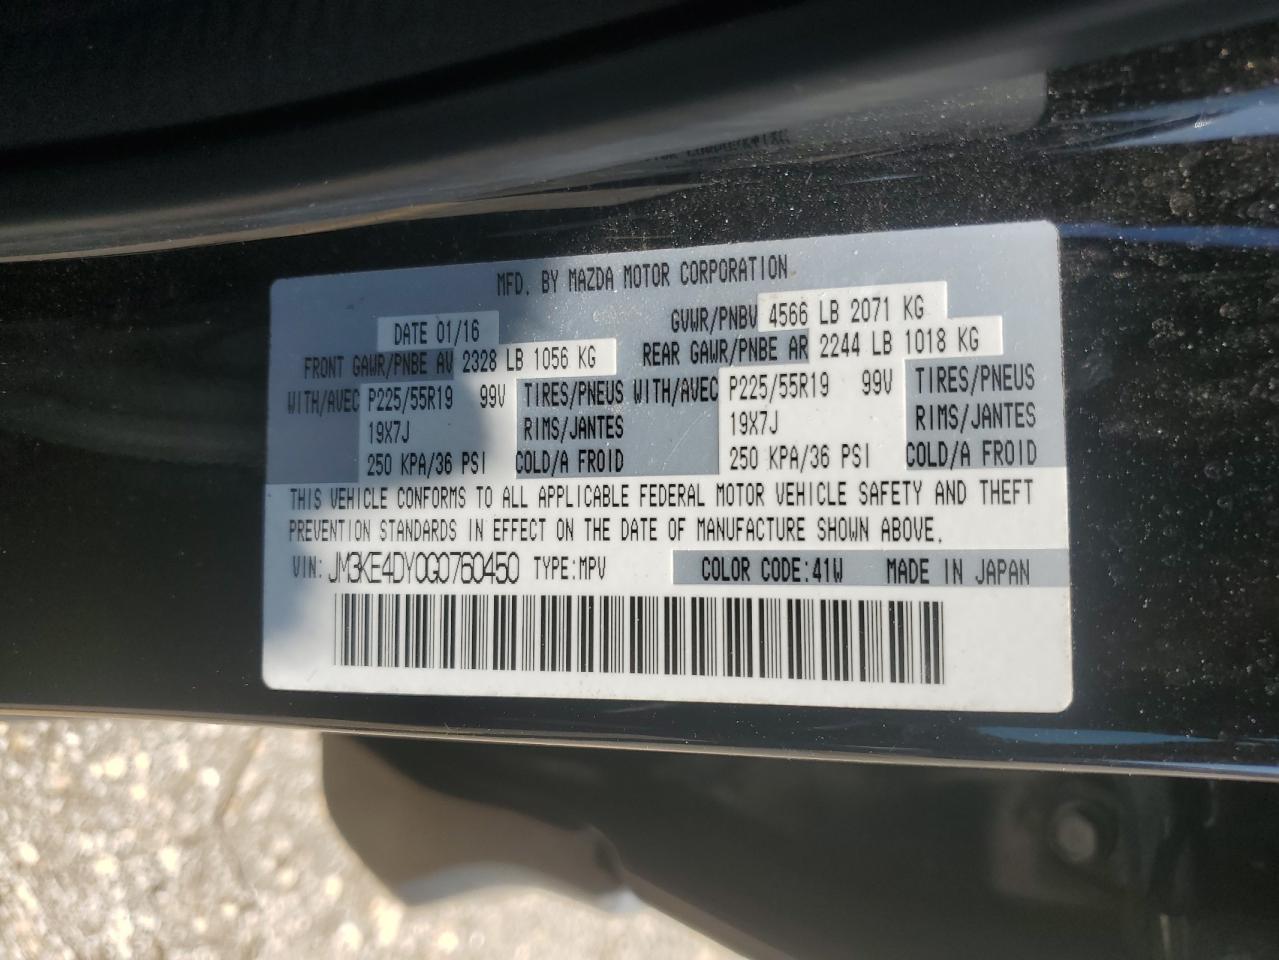 MFD. BY MAZDA MOTOR CORPORATION
DATE 01/16 GVWR/PNBV 4566 LB 2071 KG
FRONT GAWR/PNBE AV 2328 LB 1056 KG REAR GAWR/PNBE AR 2244 LB 1018 KG
WITH/AVEC P225/55R19 99V TIRES/PNEUS WITH/AVEC P225/55R19 99V TIRES/PNEUS
19X7J RIMS/JANTES 19X7J RIMS/JANTES
250 KPA/36 PSI COLD/A FROID 250 KPA/36 PSI COLD/A FROID
THIS VEHICLE CONFORMS TO ALL APPLICABLE FEDERAL MOTOR VEHICLE SAFETY AND THEFT
PREVENTION STANDARDS IN EFFECT ON THE DATE OF MANUFACTURE SHOWN ABOVE.
VIN: JM3KE4DY0G0760450 TYPE:MPV COLOR CODE:41W MADE IN JAPAN